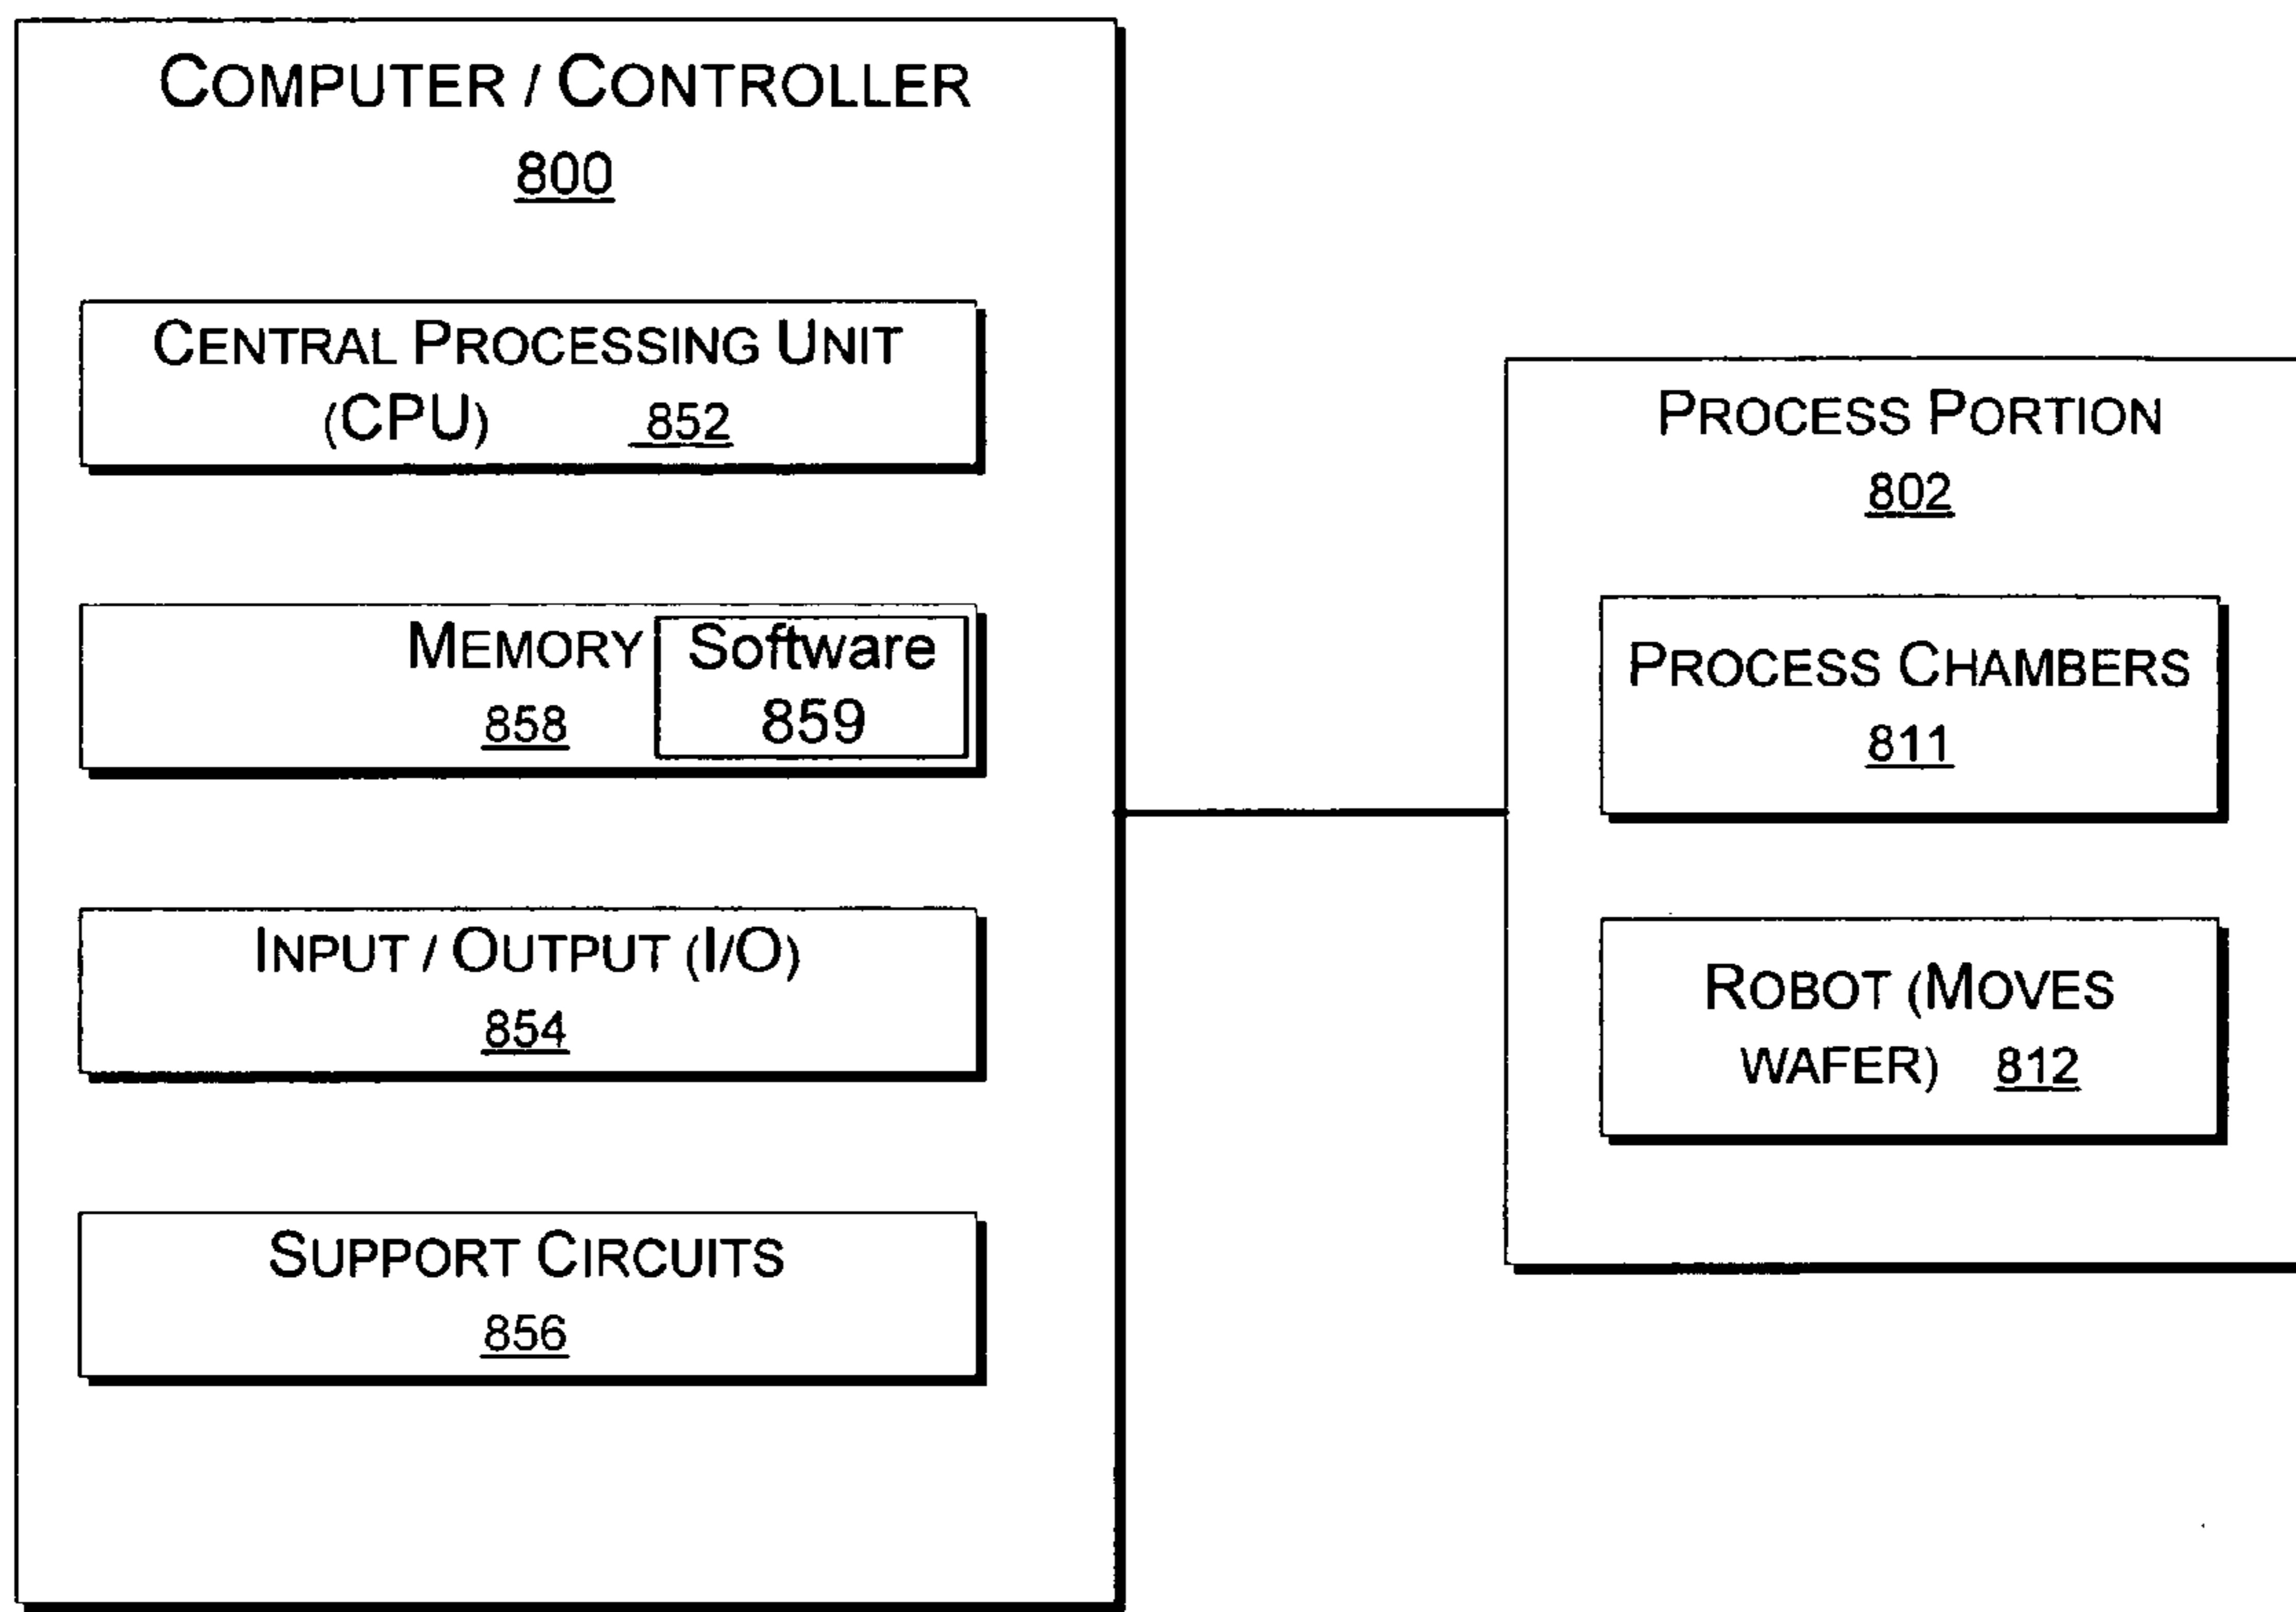 COMPUTER / CONTROLLER
800
CENTRAL PROCESSING UNIT
(CPU) 852
MEMORY
858
Software
859
INPUT / OUTPUT (I/O)
854
SUPPORT CIRCUITS
856
PROCESS PORTION
802
PROCESS CHAMBERS
811
ROBOT (MOVES
WAFER) 812